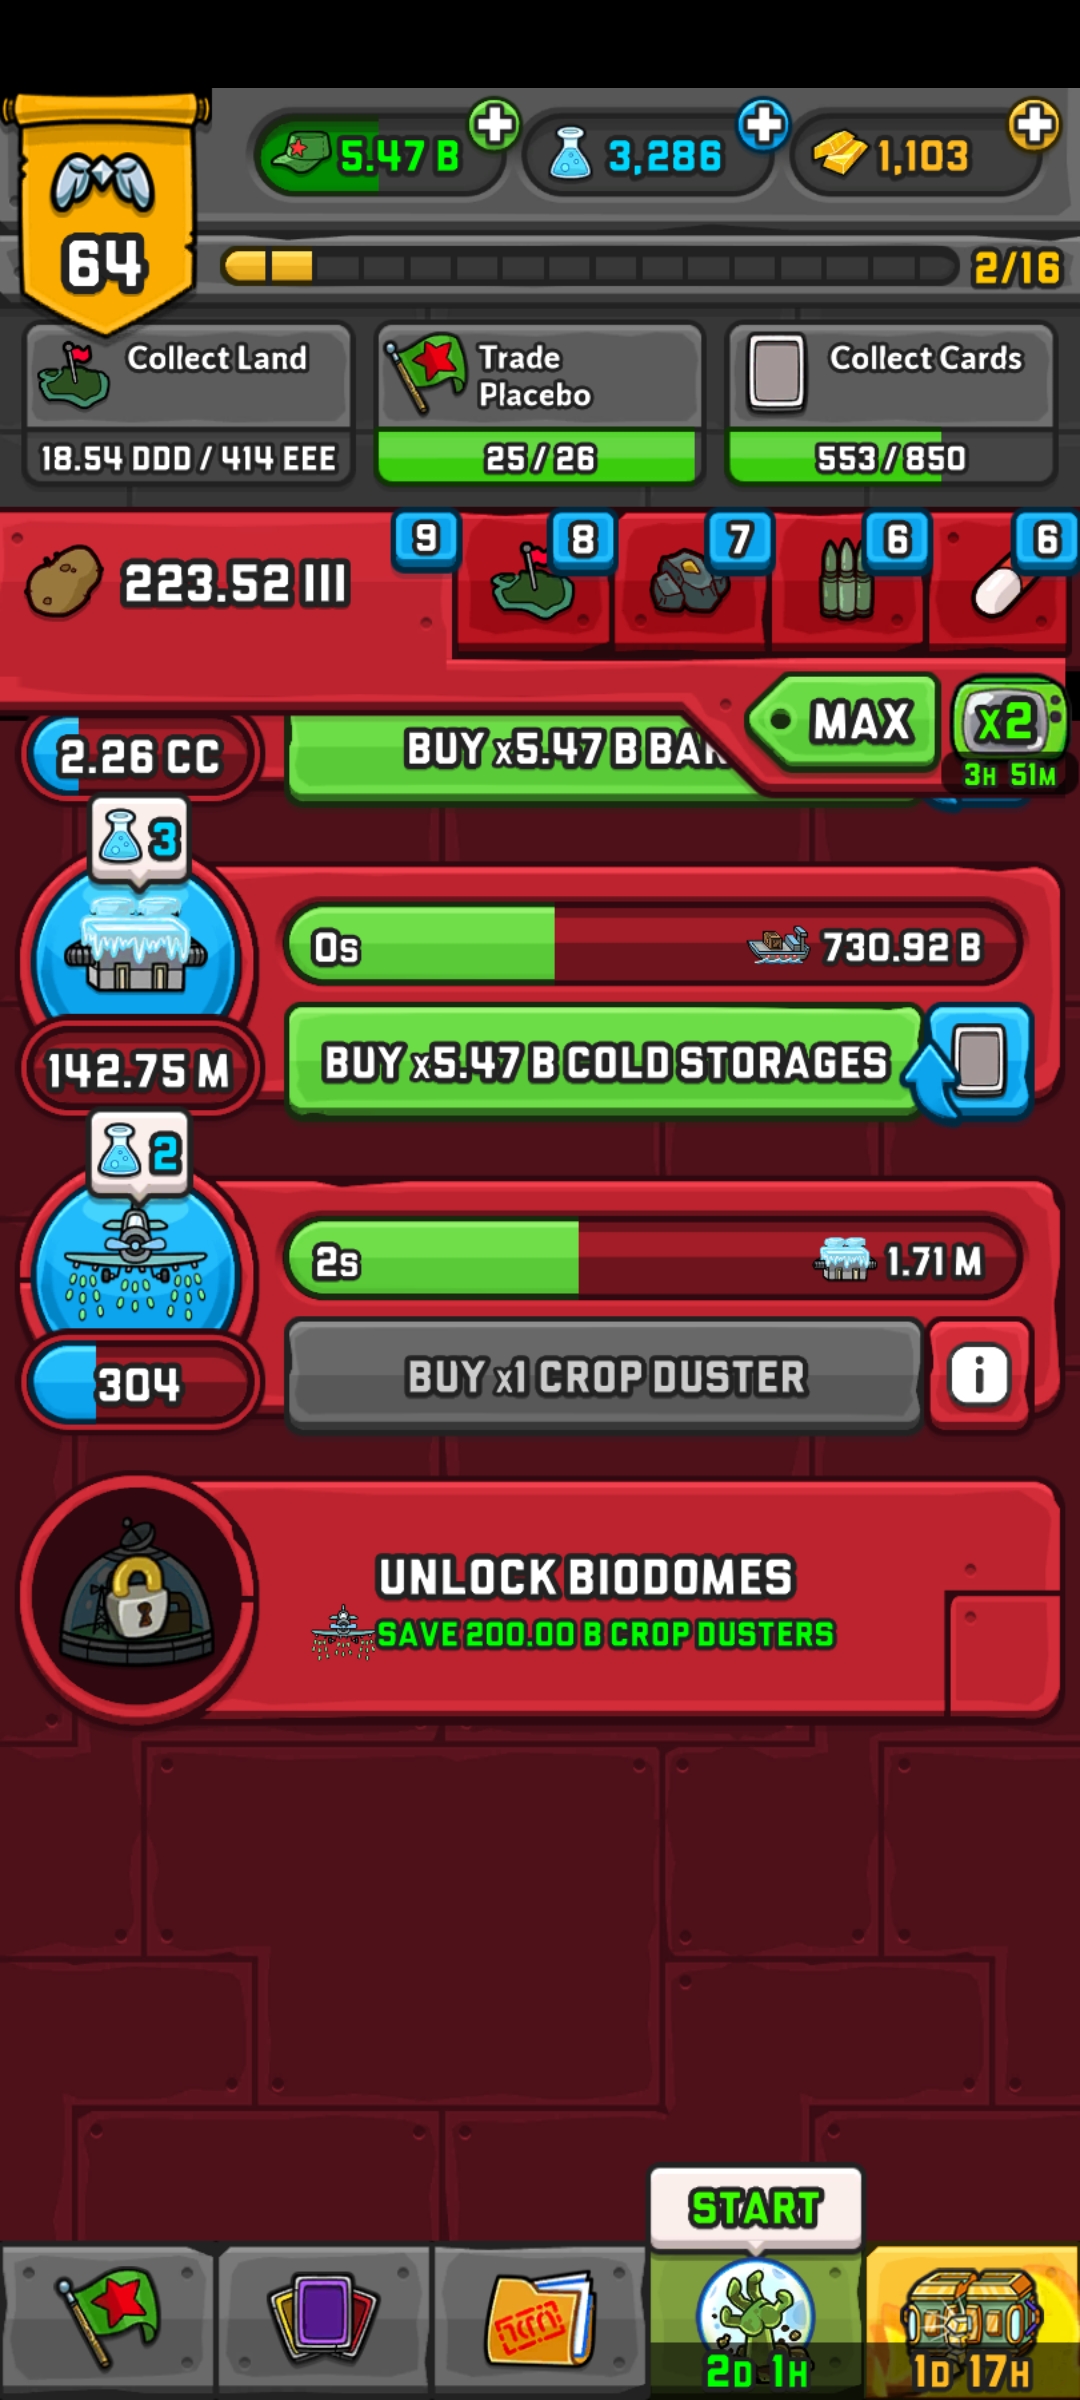 64
5.47 B
3,286
1,103
2/16
Collect Land
18.54 DDD / 414 EEE
Trade
Placebo
25 / 26
Collect Cards
553 / 850
223.52 III
9
8
7
6
6
MAX
x2
3H 51M
2.26 CC
BUY x5.47 B BAR
3
0s
730.92 B
142.75 M
BUY x5.47 B COLD STORAGES
2
2s
1.71 M
304
BUY x1 CROP DUSTER
i
UNLOCK BIODOMES
SAVE 200.00 B CROP DUSTERS
START
2D 1H
1D 17H